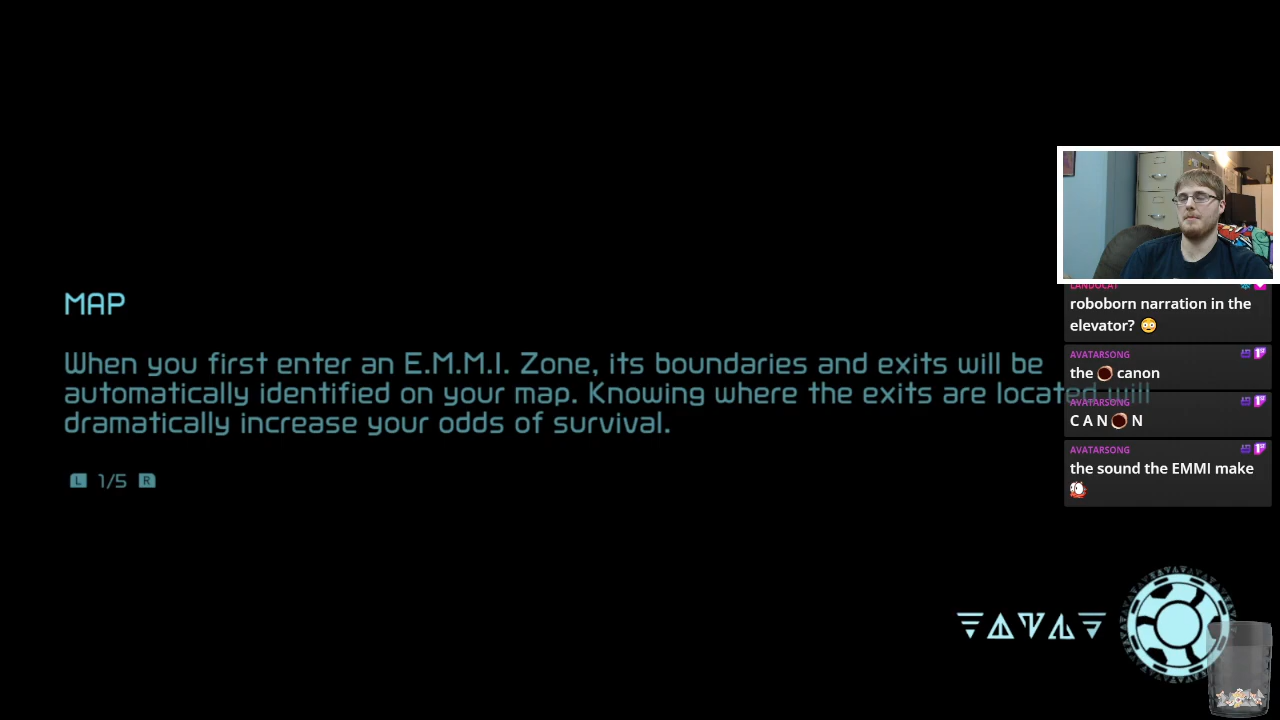 LANDOCAT
roboborn narration in the
elevator?
AVATARSONG
the canon
AVATARSONG
C A N N
AVATARSONG
the sound the EMMI make
MAP
When you first enter an E.M.M.I. Zone, its boundaries and exits will be
automatically identified on your map. Knowing where the exits are located will
dramatically increase your odds of survival.
L 1/5 R